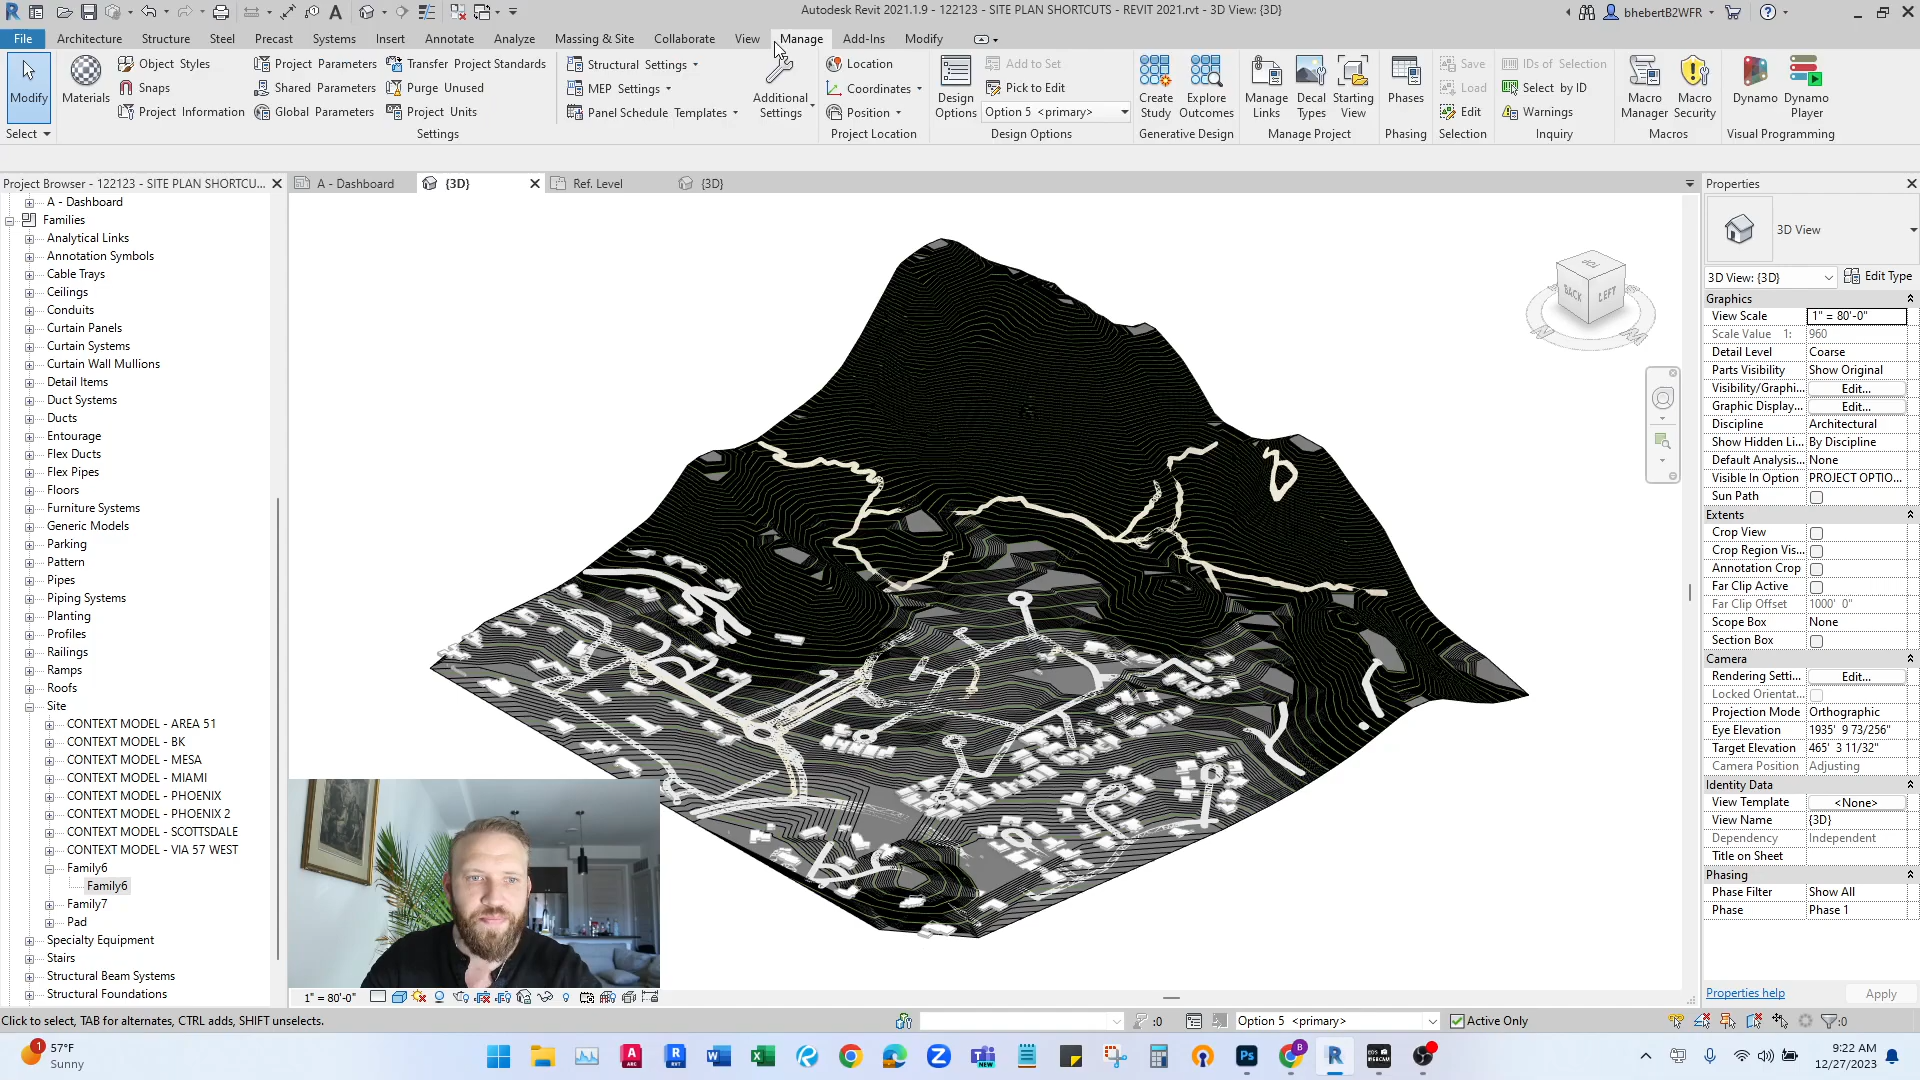 Autodesk Revit 2021.1.9 - 122123 - SITE PLAN SHORTCUTS - REVIT 2021.rvt - 3D View: {3D}
bhebertB2WFR
File Architecture Structure Steel Precast Systems Insert Annotate Analyze Massing & Site Collaborate View Manage Add-Ins Modify
Modify
Select
Materials
Object Styles
Snaps
Project Information
Project Parameters
Shared Parameters
Global Parameters
Transfer Project Standards
Purge Unused
Project Units
Settings
Structural Settings
MEP Settings
Panel Schedule Templates
Additional Settings
Location
Coordinates
Position
Project Location
Design Options
Add to Set
Pick to Edit
Option 5 <primary>
Design Options
Create Study
Explore Outcomes
Generative Design
Manage Links
Decal Types
Starting View
Manage Project
Phases
Phasing
Save
Load
Edit
Selection
IDs of Selection
Select by ID
Warnings
Inquiry
Macro Manager
Macro Security
Macros
Dynamo
Dynamo Player
Visual Programming
Project Browser - 122123 - SITE PLAN SHORTCU...
A - Dashboard
{3D}
Ref. Level
{3D}
A - Dashboard
Families
Analytical Links
Annotation Symbols
Cable Trays
Ceilings
Conduits
Curtain Panels
Curtain Systems
Curtain Wall Mullions
Detail Items
Duct Systems
Ducts
Entourage
Flex Ducts
Flex Pipes
Floors
Furniture Systems
Generic Models
Parking
Pattern
Pipes
Piping Systems
Planting
Profiles
Railings
Ramps
Roofs
Site
CONTEXT MODEL - AREA 51
CONTEXT MODEL - BK
CONTEXT MODEL - MESA
CONTEXT MODEL - MIAMI
CONTEXT MODEL - PHOENIX
CONTEXT MODEL - PHOENIX 2
CONTEXT MODEL - SCOTTSDALE
CONTEXT MODEL - VIA 57 WEST
Family6
Family6
Family7
Pad
Specialty Equipment
Stairs
Structural Beam Systems
Structural Foundations
BACK
LEFT
Properties
3D View
3D View: {3D}
Edit Type
Graphics
View Scale 1" = 80'-0"
Scale Value 1: 960
Detail Level Coarse
Parts Visibility Show Original
Visibility/Graphi... Edit...
Graphic Display... Edit...
Discipline Architectural
Show Hidden Li... By Discipline
Default Analysis... None
Visible In Option PROJECT OPTIO...
Sun Path
Extents
Crop View
Crop Region Vis...
Annotation Crop
Far Clip Active
Far Clip Offset 1000' 0"
Scope Box None
Section Box
Camera
Rendering Setti... Edit...
Locked Orientat...
Projection Mode Orthographic
Eye Elevation 1935' 9 73/256"
Target Elevation 465' 3 11/32"
Camera Position Adjusting
Identity Data
View Template <None>
View Name {3D}
Dependency Independent
Title on Sheet
Phasing
Phase Filter Show All
Phase Phase 1
Properties help
Apply
1" = 80'-0"
Click to select, TAB for alternates, CTRL adds, SHIFT unselects.
:0
Option 5 <primary>
Active Only
:0
1
57°F
Sunny
9:22 AM
12/27/2023